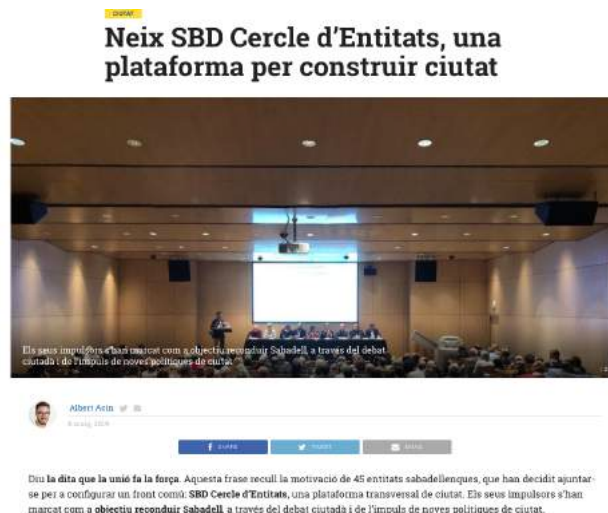 CIUTAT
Neix SBD Cercle d’Entitats, una
plataforma per construir ciutat
Els seus impulsors s'han marcat com a objectiu reconduir Sabadell, a través del debat
ciutadà i de l'impuls de noves polítiques de ciutat.
Albert Acín
SHARE
TWEET
Diu la dita que la unió fa la força. Aquesta frase recull la motivació de 45 entitats sabadellenques, que han decidit ajuntar-
se per a configurar un front comú: SBD Cercle d'Entitats, una plataforma transversal de ciutat. Els seus impulsors s'han
marcat com a objectiu reconduir Sabadell, a través del debat ciutadà i de l'impuls de noves polítiques de ciutat.